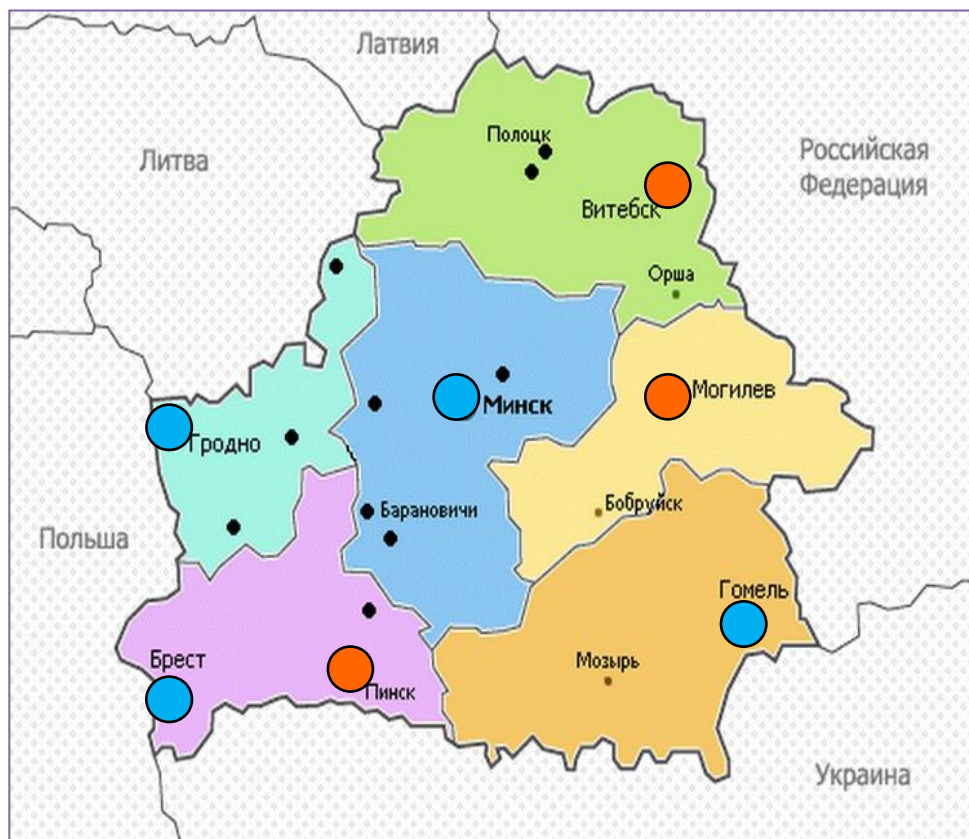 Латвия
Полоцк
Литва
Российская
Федерация
Витебск
Орша
Могилев
Минск
Гродно
Барановичи
Бобруйск
Польша
Гомель
Брест
Мозырь
Пинск
Украина